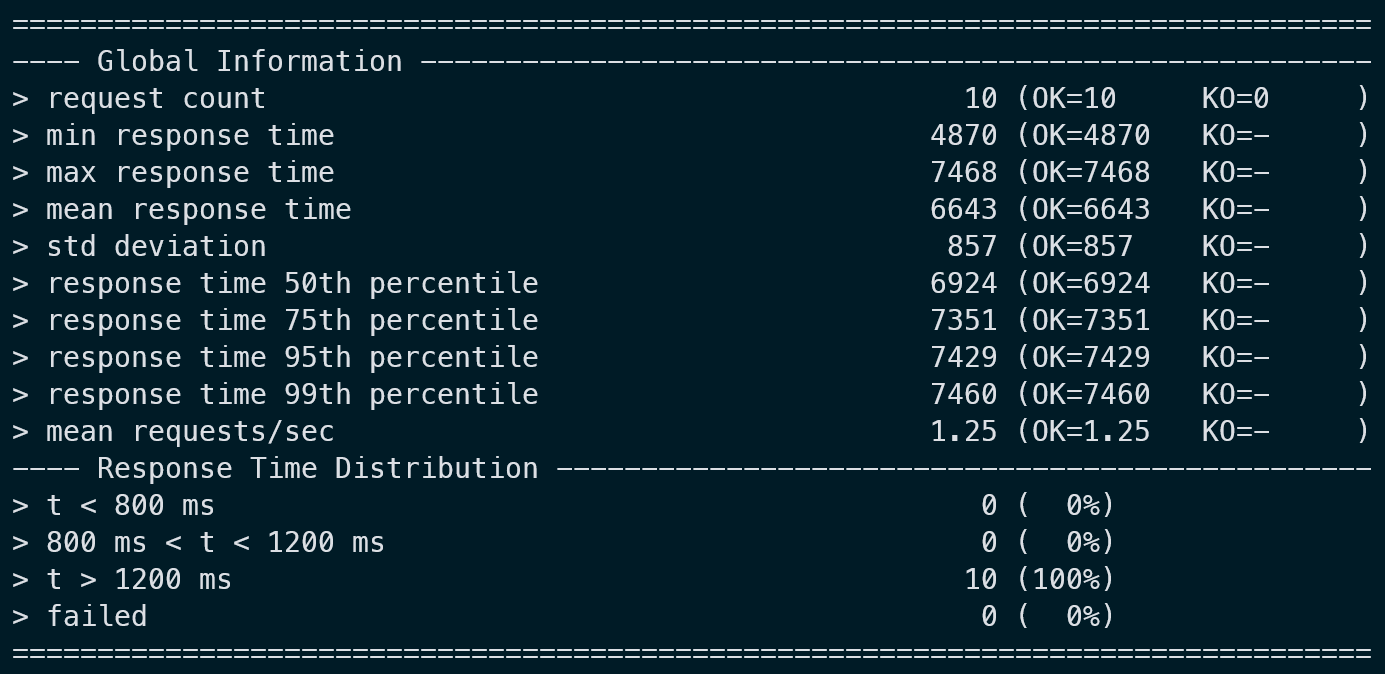 ================================================================================
---- Global Information --------------------------------------------------------
> request count                                         10 (OK=10     KO=0     )
> min response time                                   4870 (OK=4870   KO=-     )
> max response time                                   7468 (OK=7468   KO=-     )
> mean response time                                  6643 (OK=6643   KO=-     )
> std deviation                                        857 (OK=857    KO=-     )
> response time 50th percentile                       6924 (OK=6924   KO=-     )
> response time 75th percentile                       7351 (OK=7351   KO=-     )
> response time 95th percentile                       7429 (OK=7429   KO=-     )
> response time 99th percentile                       7460 (OK=7460   KO=-     )
> mean requests/sec                                   1.25 (OK=1.25   KO=-     )
---- Response Time Distribution ------------------------------------------------
> t < 800 ms                                             0 (  0%)
> 800 ms < t < 1200 ms                                   0 (  0%)
> t > 1200 ms                                           10 (100%)
> failed                                                 0 (  0%)
================================================================================